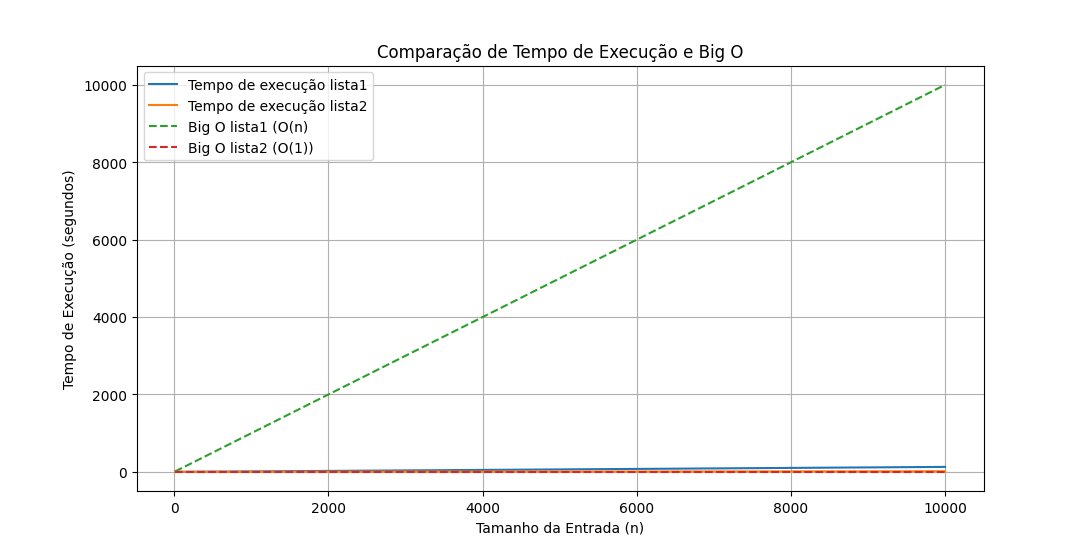 Comparação de Tempo de Execução e Big O
Tempo de execução lista1
Tempo de execução lista2
Big O lista1 (O(n)
Big O lista2 (O(1))
10000
8000
6000
4000
2000
0
Tempo de Execução (segundos)
0 2000 4000 6000 8000 10000
Tamanho da Entrada (n)